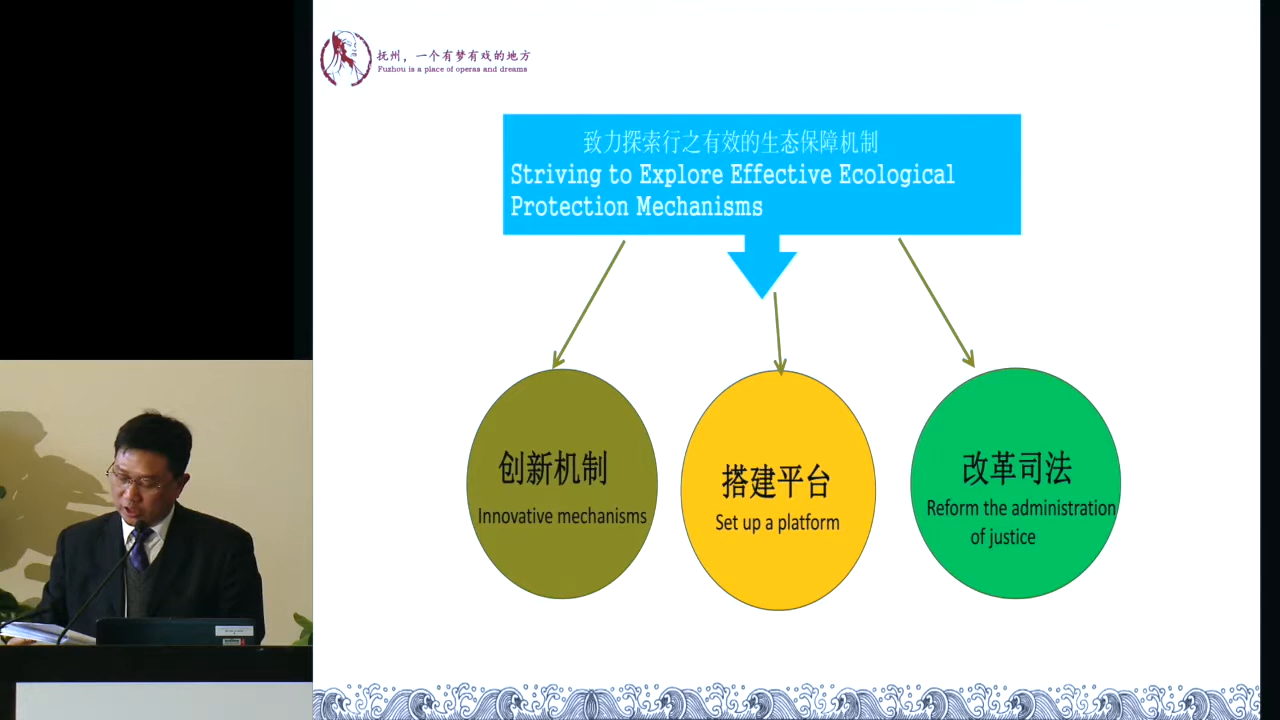 抚州，一个有梦有戏的地方
Fuzhou is a place of operas and dreams
致力探索行之有效的生态保障机制
Striving to Explore Effective Ecological
Protection Mechanisms
创新机制
Innovative mechanisms
搭建平台
Set up a platform
改革司法
Reform the administration
of justice